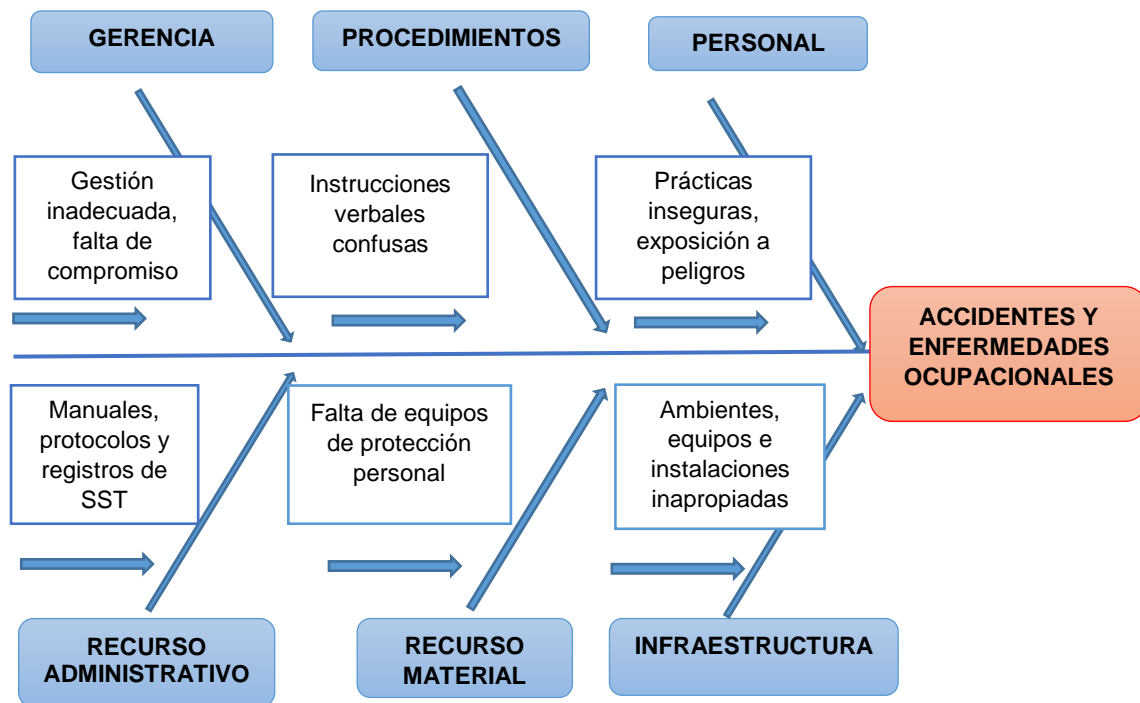 GERENCIA
PROCEDIMIENTOS
PERSONAL
Gestión
inadecuada,
falta de
compromiso
Instrucciones
verbales
confusas
Prácticas
inseguras,
exposición a
peligros
ACCIDENTES Y
ENFERMEDADES
OCUPACIONALES
Manuales,
protocolos y
registros de
SST
Falta de equipos
de protección
personal
Ambientes,
equipos e
instalaciones
inapropiadas
RECURSO
ADMINISTRATIVO
RECURSO
MATERIAL
INFRAESTRUCTURA